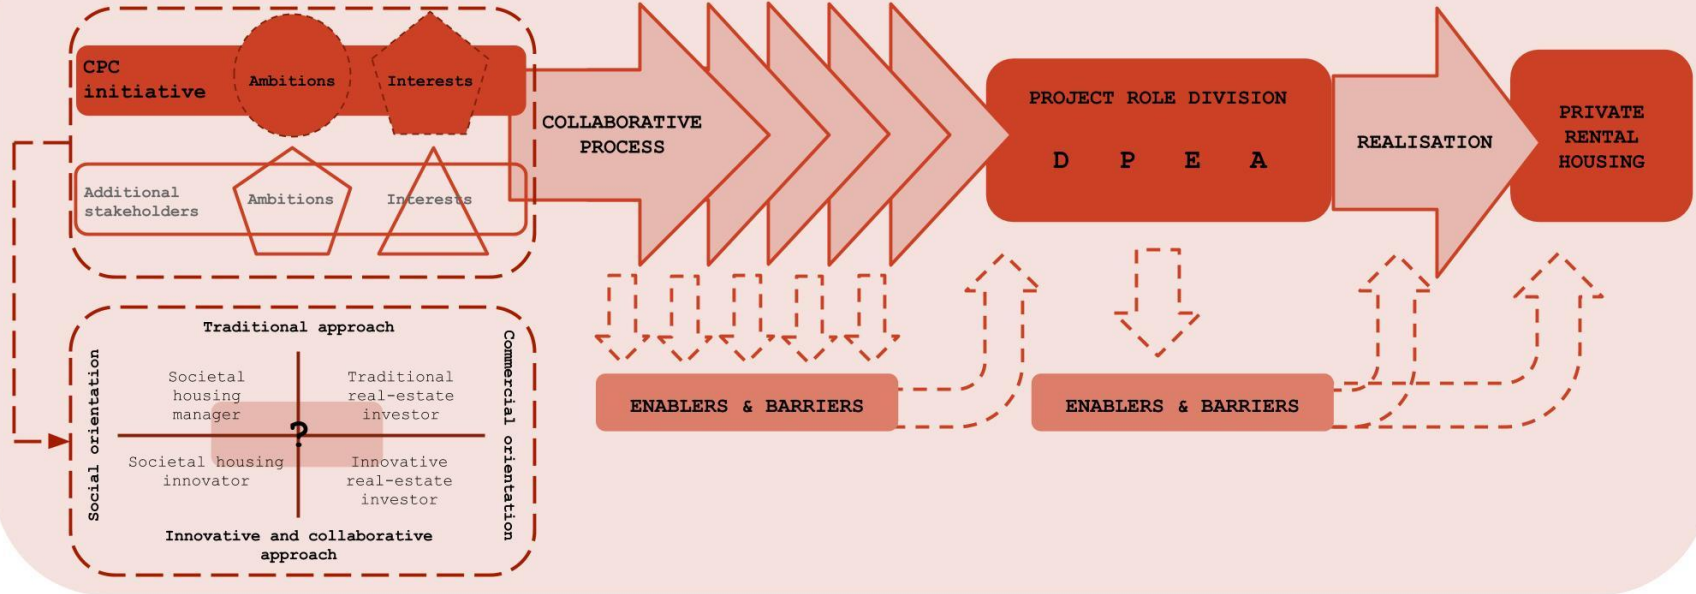 CPC
initiative
Ambitions
Interests
Additional
stakeholders
Ambitions
Interests
COLLABORATIVE
PROCESS
PROJECT ROLE DIVISION
D P E A
REALISATION
PRIVATE
RENTAL
HOUSING
ENABLERS & BARRIERS
ENABLERS & BARRIERS
Traditional approach
Social orientation
Commercial orientation
Societal
housing
manager
Traditional
real-estate
investor
?
Societal housing
innovator
Innovative
real-estate
investor
Innovative and collaborative
approach